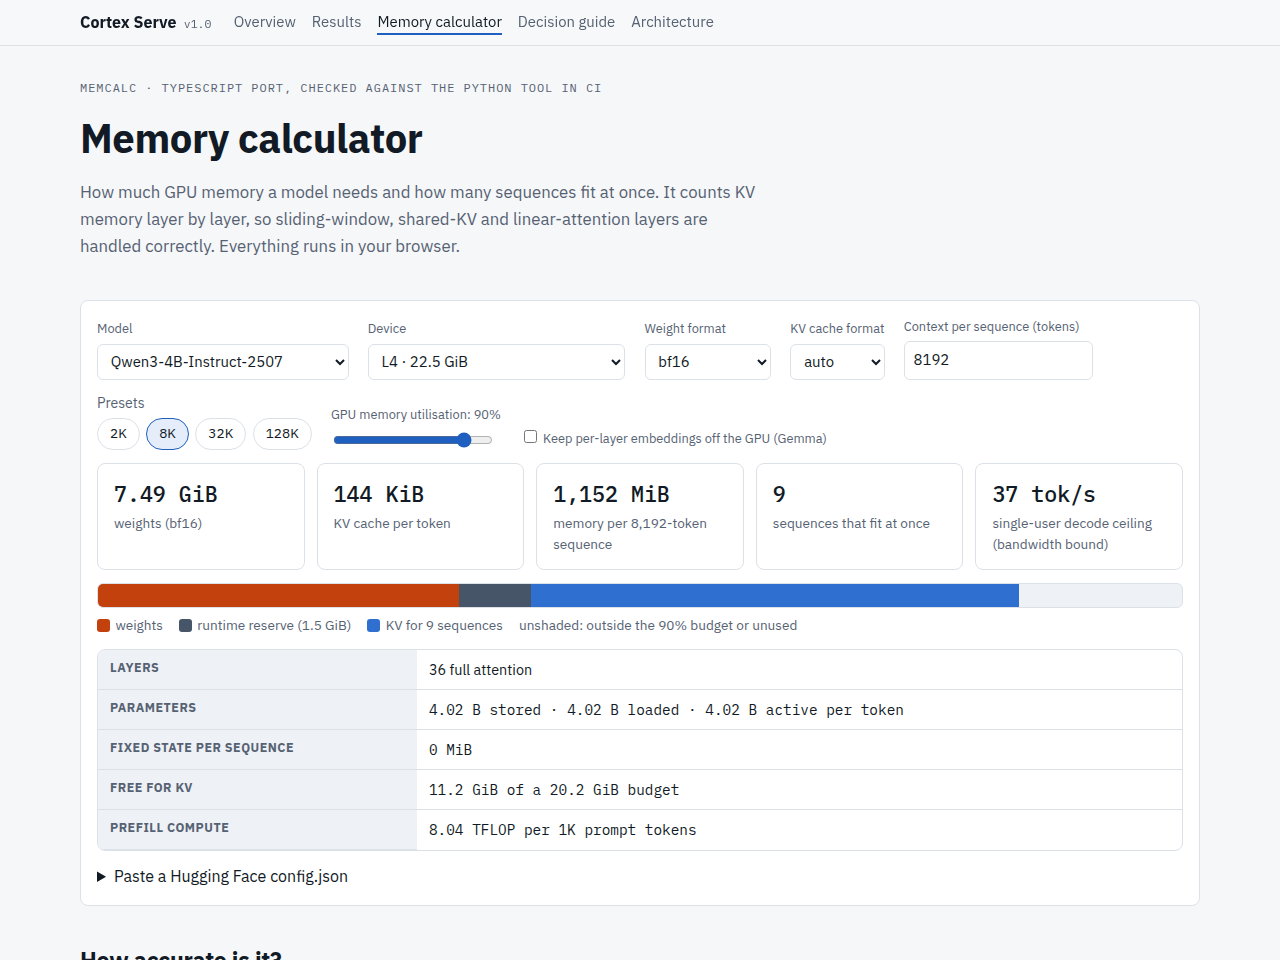 Cortex Serve v1.0 Overview Results Memory calculator Decision guide Architecture
MEMCALC · TYPESCRIPT PORT, CHECKED AGAINST THE PYTHON TOOL IN CI
Memory calculator
How much GPU memory a model needs and how many sequences fit at once. It counts KV
memory layer by layer, so sliding-window, shared-KV and linear-attention layers are
handled correctly. Everything runs in your browser.
Model Device Weight format KV cache format Context per sequence (tokens)
Qwen3-4B-Instruct-2507 L4 · 22.5 GiB bf16 auto 8192
Presets GPU memory utilisation: 90%
2K 8K 32K 128K Keep per-layer embeddings off the GPU (Gemma)
7.49 GiB
weights (bf16)
144 KiB
KV cache per token
1,152 MiB
memory per 8,192-token
sequence
9
sequences that fit at once
37 tok/s
single-user decode ceiling
(bandwidth bound)
weights runtime reserve (1.5 GiB) KV for 9 sequences unshaded: outside the 90% budget or unused
LAYERS 36 full attention
PARAMETERS 4.02 B stored · 4.02 B loaded · 4.02 B active per token
FIXED STATE PER SEQUENCE 0 MiB
FREE FOR KV 11.2 GiB of a 20.2 GiB budget
PREFILL COMPUTE 8.04 TFLOP per 1K prompt tokens
Paste a Hugging Face config.json
How accurate is it?